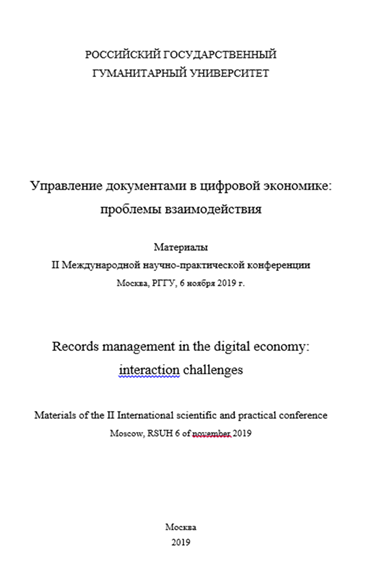 РОССИЙСКИЙ ГОСУДАРСТВЕННЫЙ
ГУМАНИТАРНЫЙ УНИВЕРСИТЕТ
Управление документами в цифровой экономике:
проблемы взаимодействия
Материалы
II Международной научно-практической конференции
Москва, РГГУ, 6 ноября 2019 г.
Records management in the digital economy:
interaction challenges
Materials of the II International scientific and practical conference
Moscow, RSUH 6 of november 2019
Москва
2019